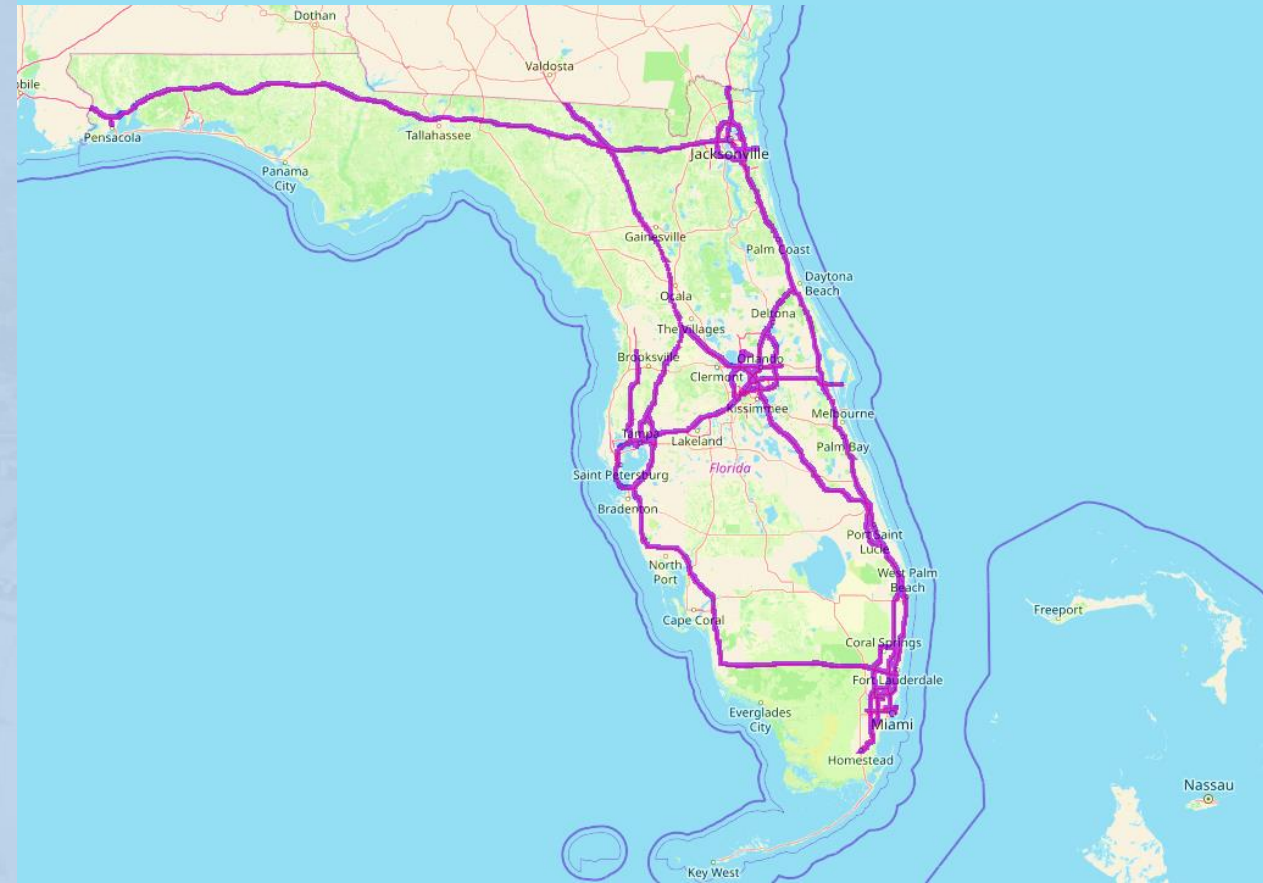 Dothan
Valdosta
bile
Pensacola
Tallahassee
Jacksonville
Panama
City
Gainesville
Palm Coast
Daytona
Beach
Ocala
Deltona
The Villages
Brooksville
Orlando
Clermont
Kissimmee
Melbourne
Tampa
Lakeland
Palm Bay
Saint Petersburg
Florida
Bradenton
Port Saint
Lucie
North
Port
West Palm
Beach
Freeport
Cape Coral
Coral Springs
Fort Lauderdale
Everglades
City
Miami
Homestead
Nassau
Key West